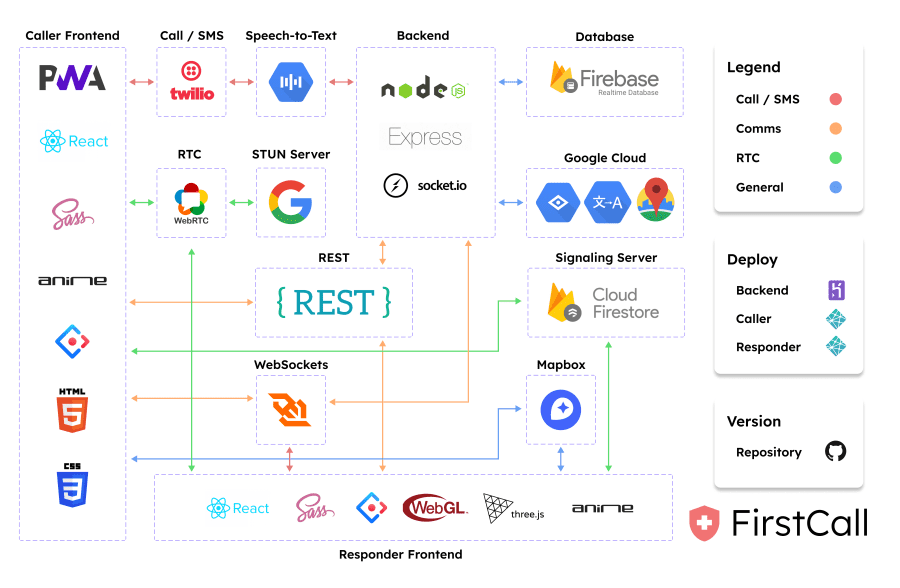 Caller Frontend
Call / SMS
Speech-to-Text
Backend
Database
PWA
twilio
node
JS
Firebase
Realtime Database
React
Express
socket.io
RTC
STUN Server
Google Cloud
Sass
WebRTC
G
文→A
anime
REST
{ REST }
Signaling Server
Cloud
Firestore
WebSockets
Mapbox
HTML
5
CSS
3
React
Sass
WebGL
three.js
anime
Responder Frontend
Legend
Call / SMS
Comms
RTC
General
Deploy
Backend
Caller
Responder
Version
Repository
FirstCall